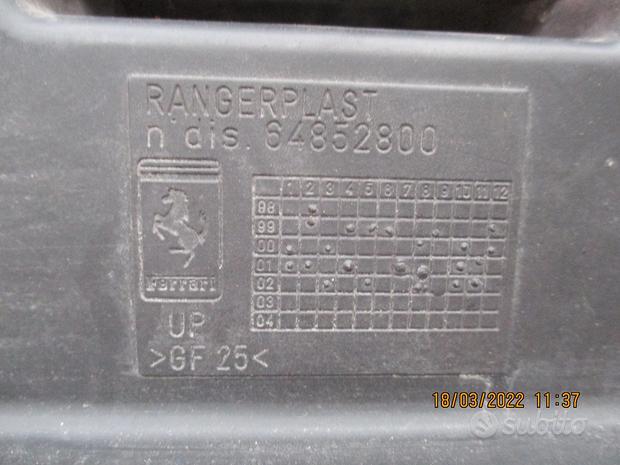 RANGERPLAST
n. dis. 64852800
1 2 3 4 5 6 7 8 9 10 11 12
98
99
00
01
02
03
04
Ferrari
UP
>GF 25<
18/03/2022 11:37
subito